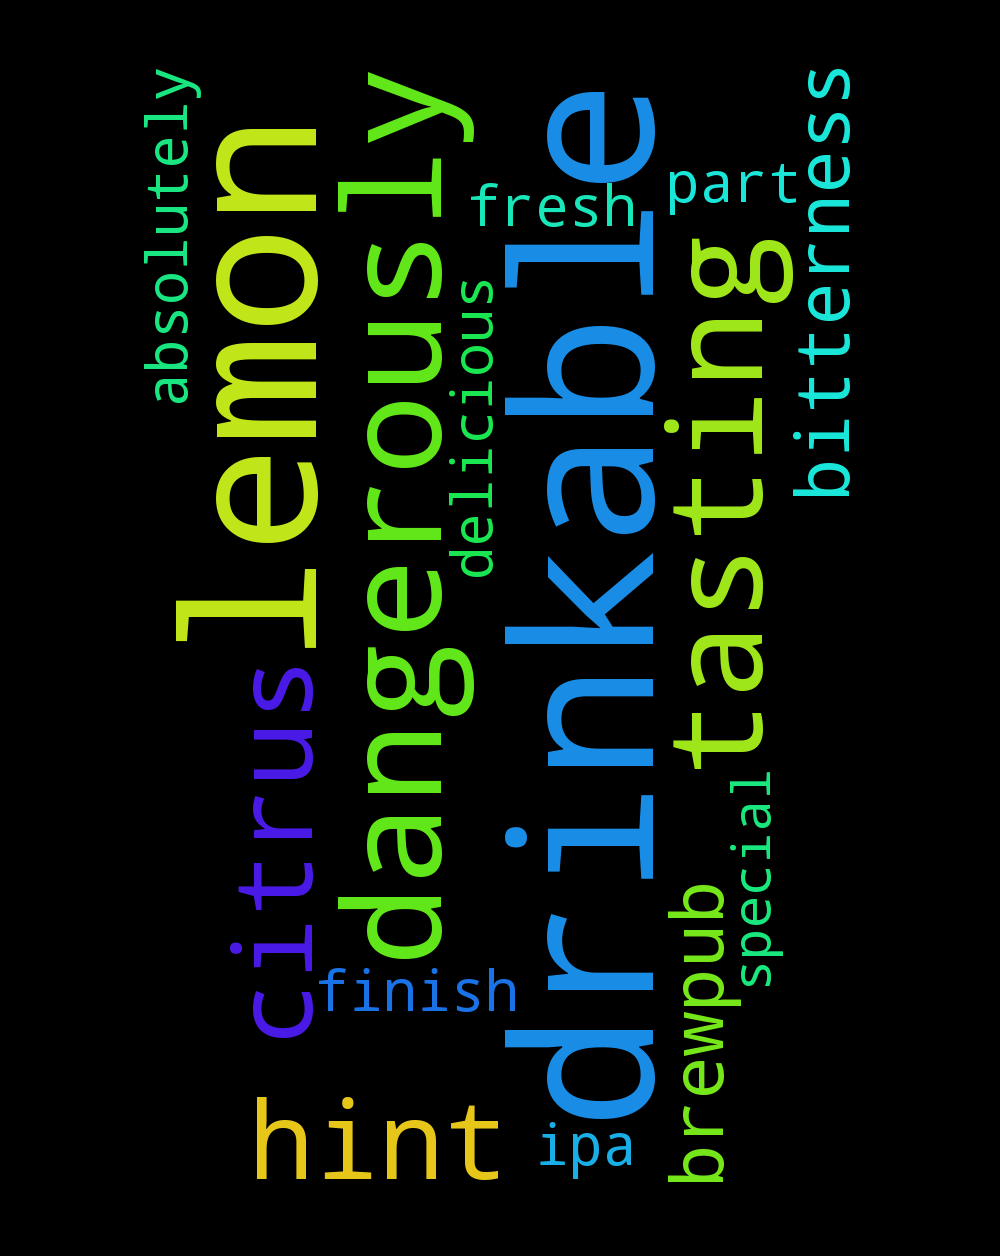 absolutely
lemon
dangerously
fresh
drinkable
part
bitterness
delicious
tasting
citrus
special
brewpub
finish
hint
ipa